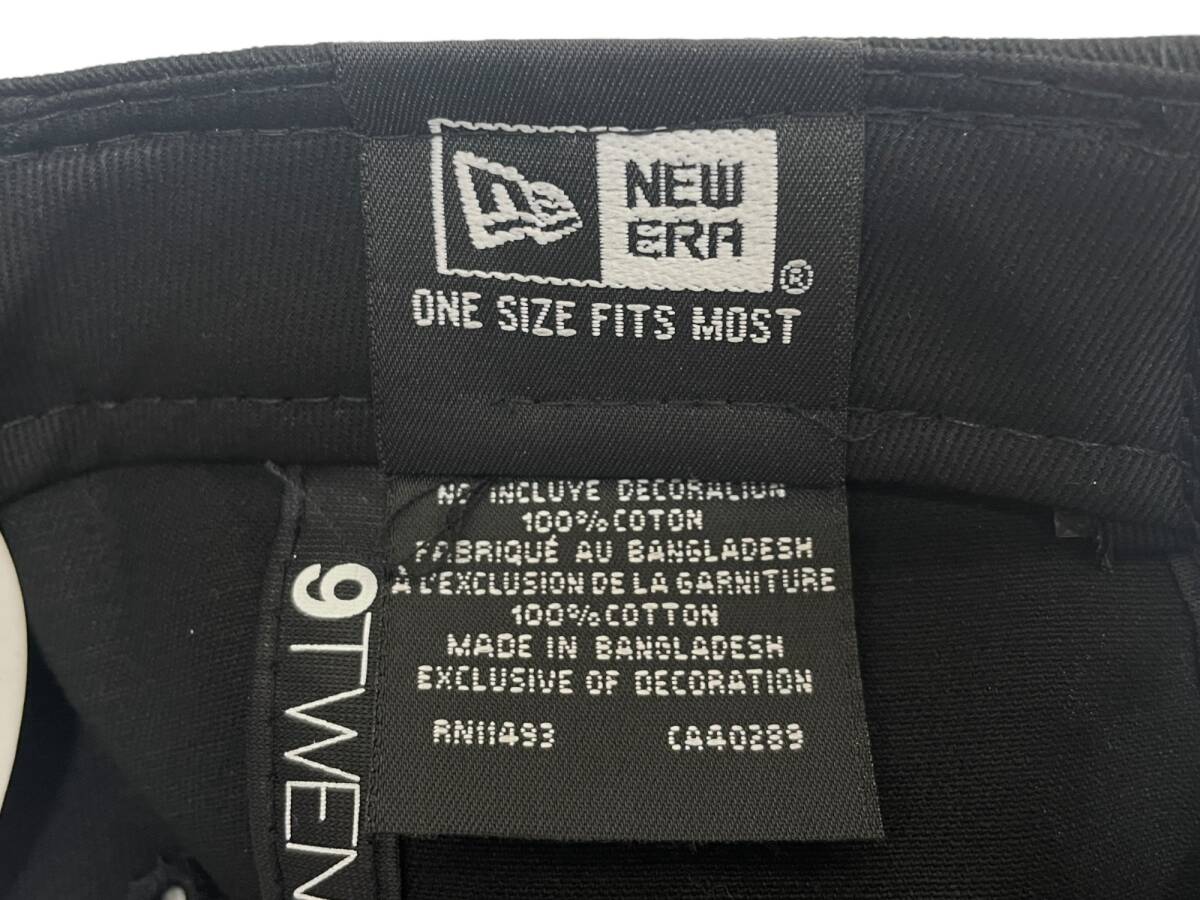 NEW
ERA
®
ONE SIZE FITS MOST
NO INCLUYE DECORACION
100% COTON
FABRIQUÉ AU BANGLADESH
À L'EXCLUSION DE LA GARNITURE
100% COTTON
MADE IN BANGLADESH
EXCLUSIVE OF DECORATION
RN11493 CA40289
9TWEN